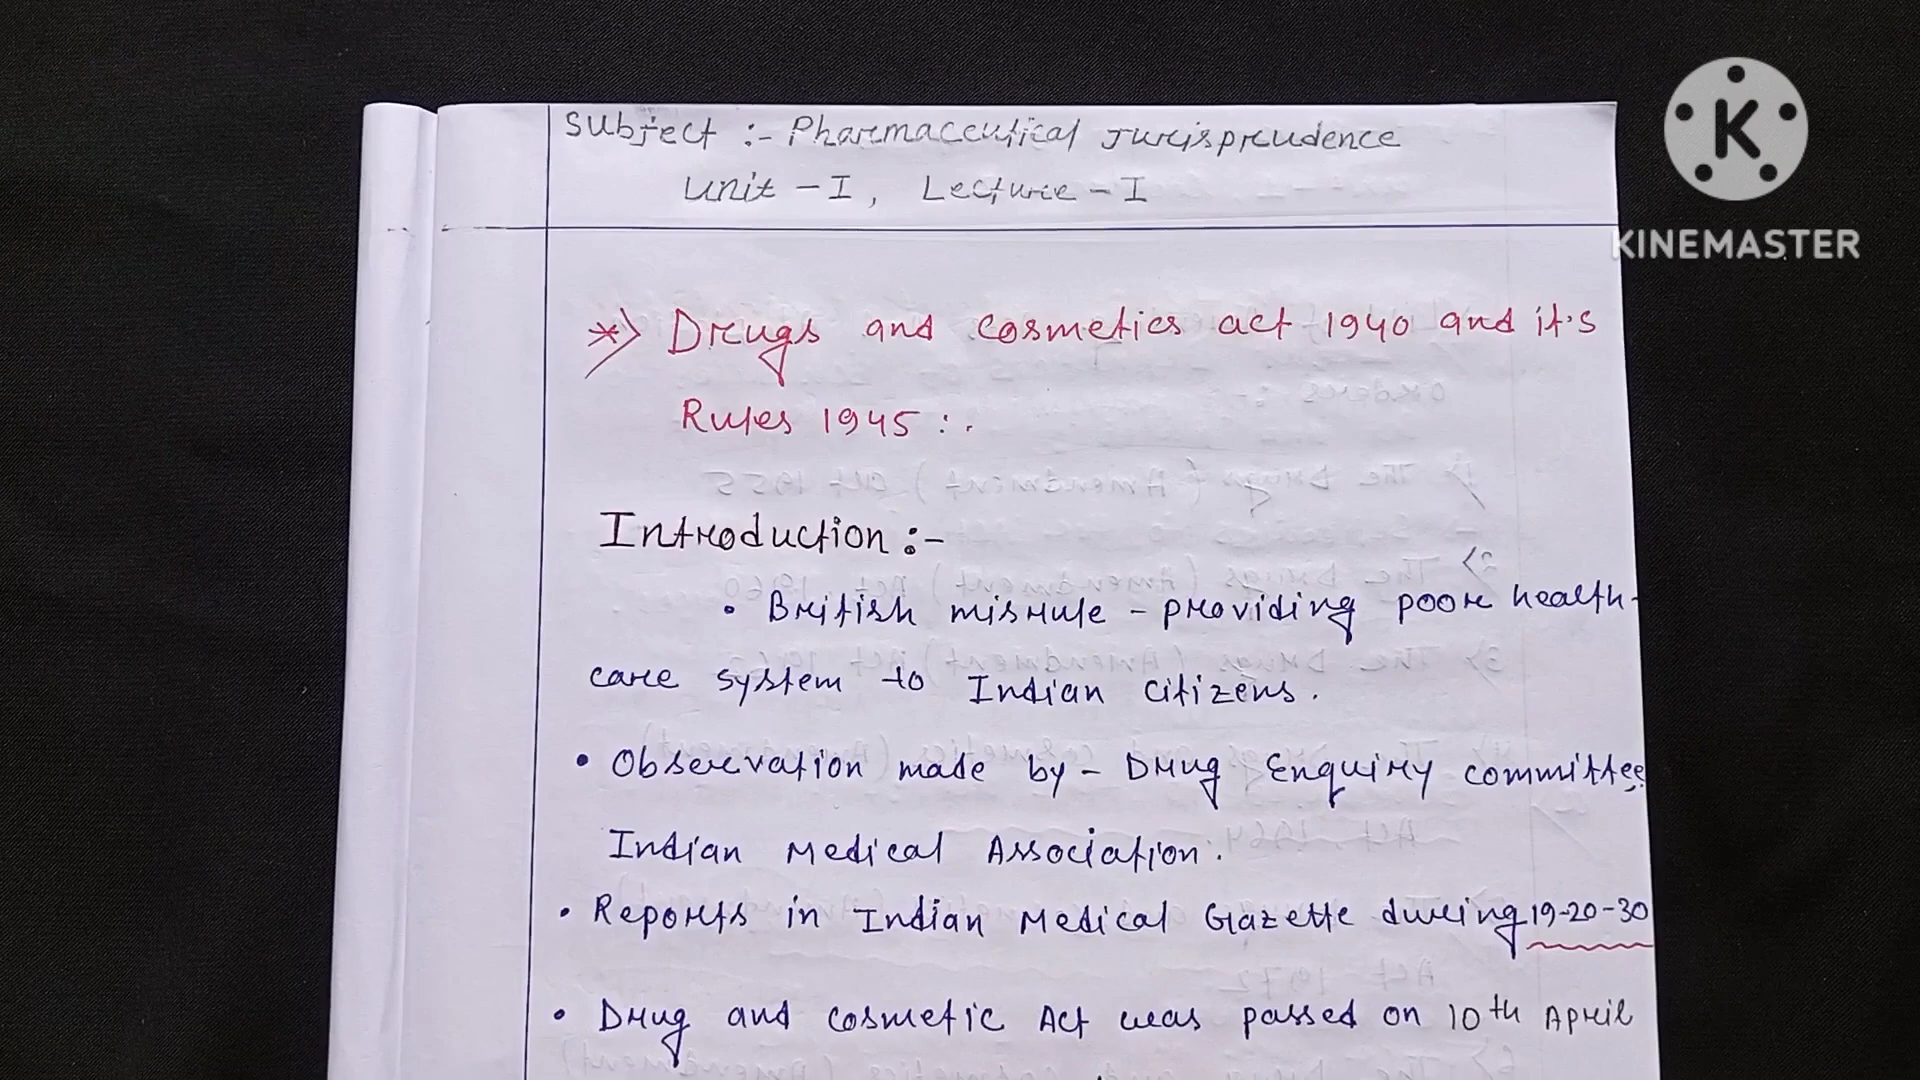 Subject :- Pharmaceutical Jurisprudence
Unit - I, Lecture - I
K
KINEMASTER
*) Drugs and cosmetics act 1940 and it's
Rules 1945 :.
Introduction :-
• British misrule - providing poor health-
care system to Indian citizens.
• Observation made by - Drug Enquiry committee,
Indian Medical Association.
• Reports in Indian Medical Gazette during 19-20-30
• Drug and cosmetic Act was passed on 10th April